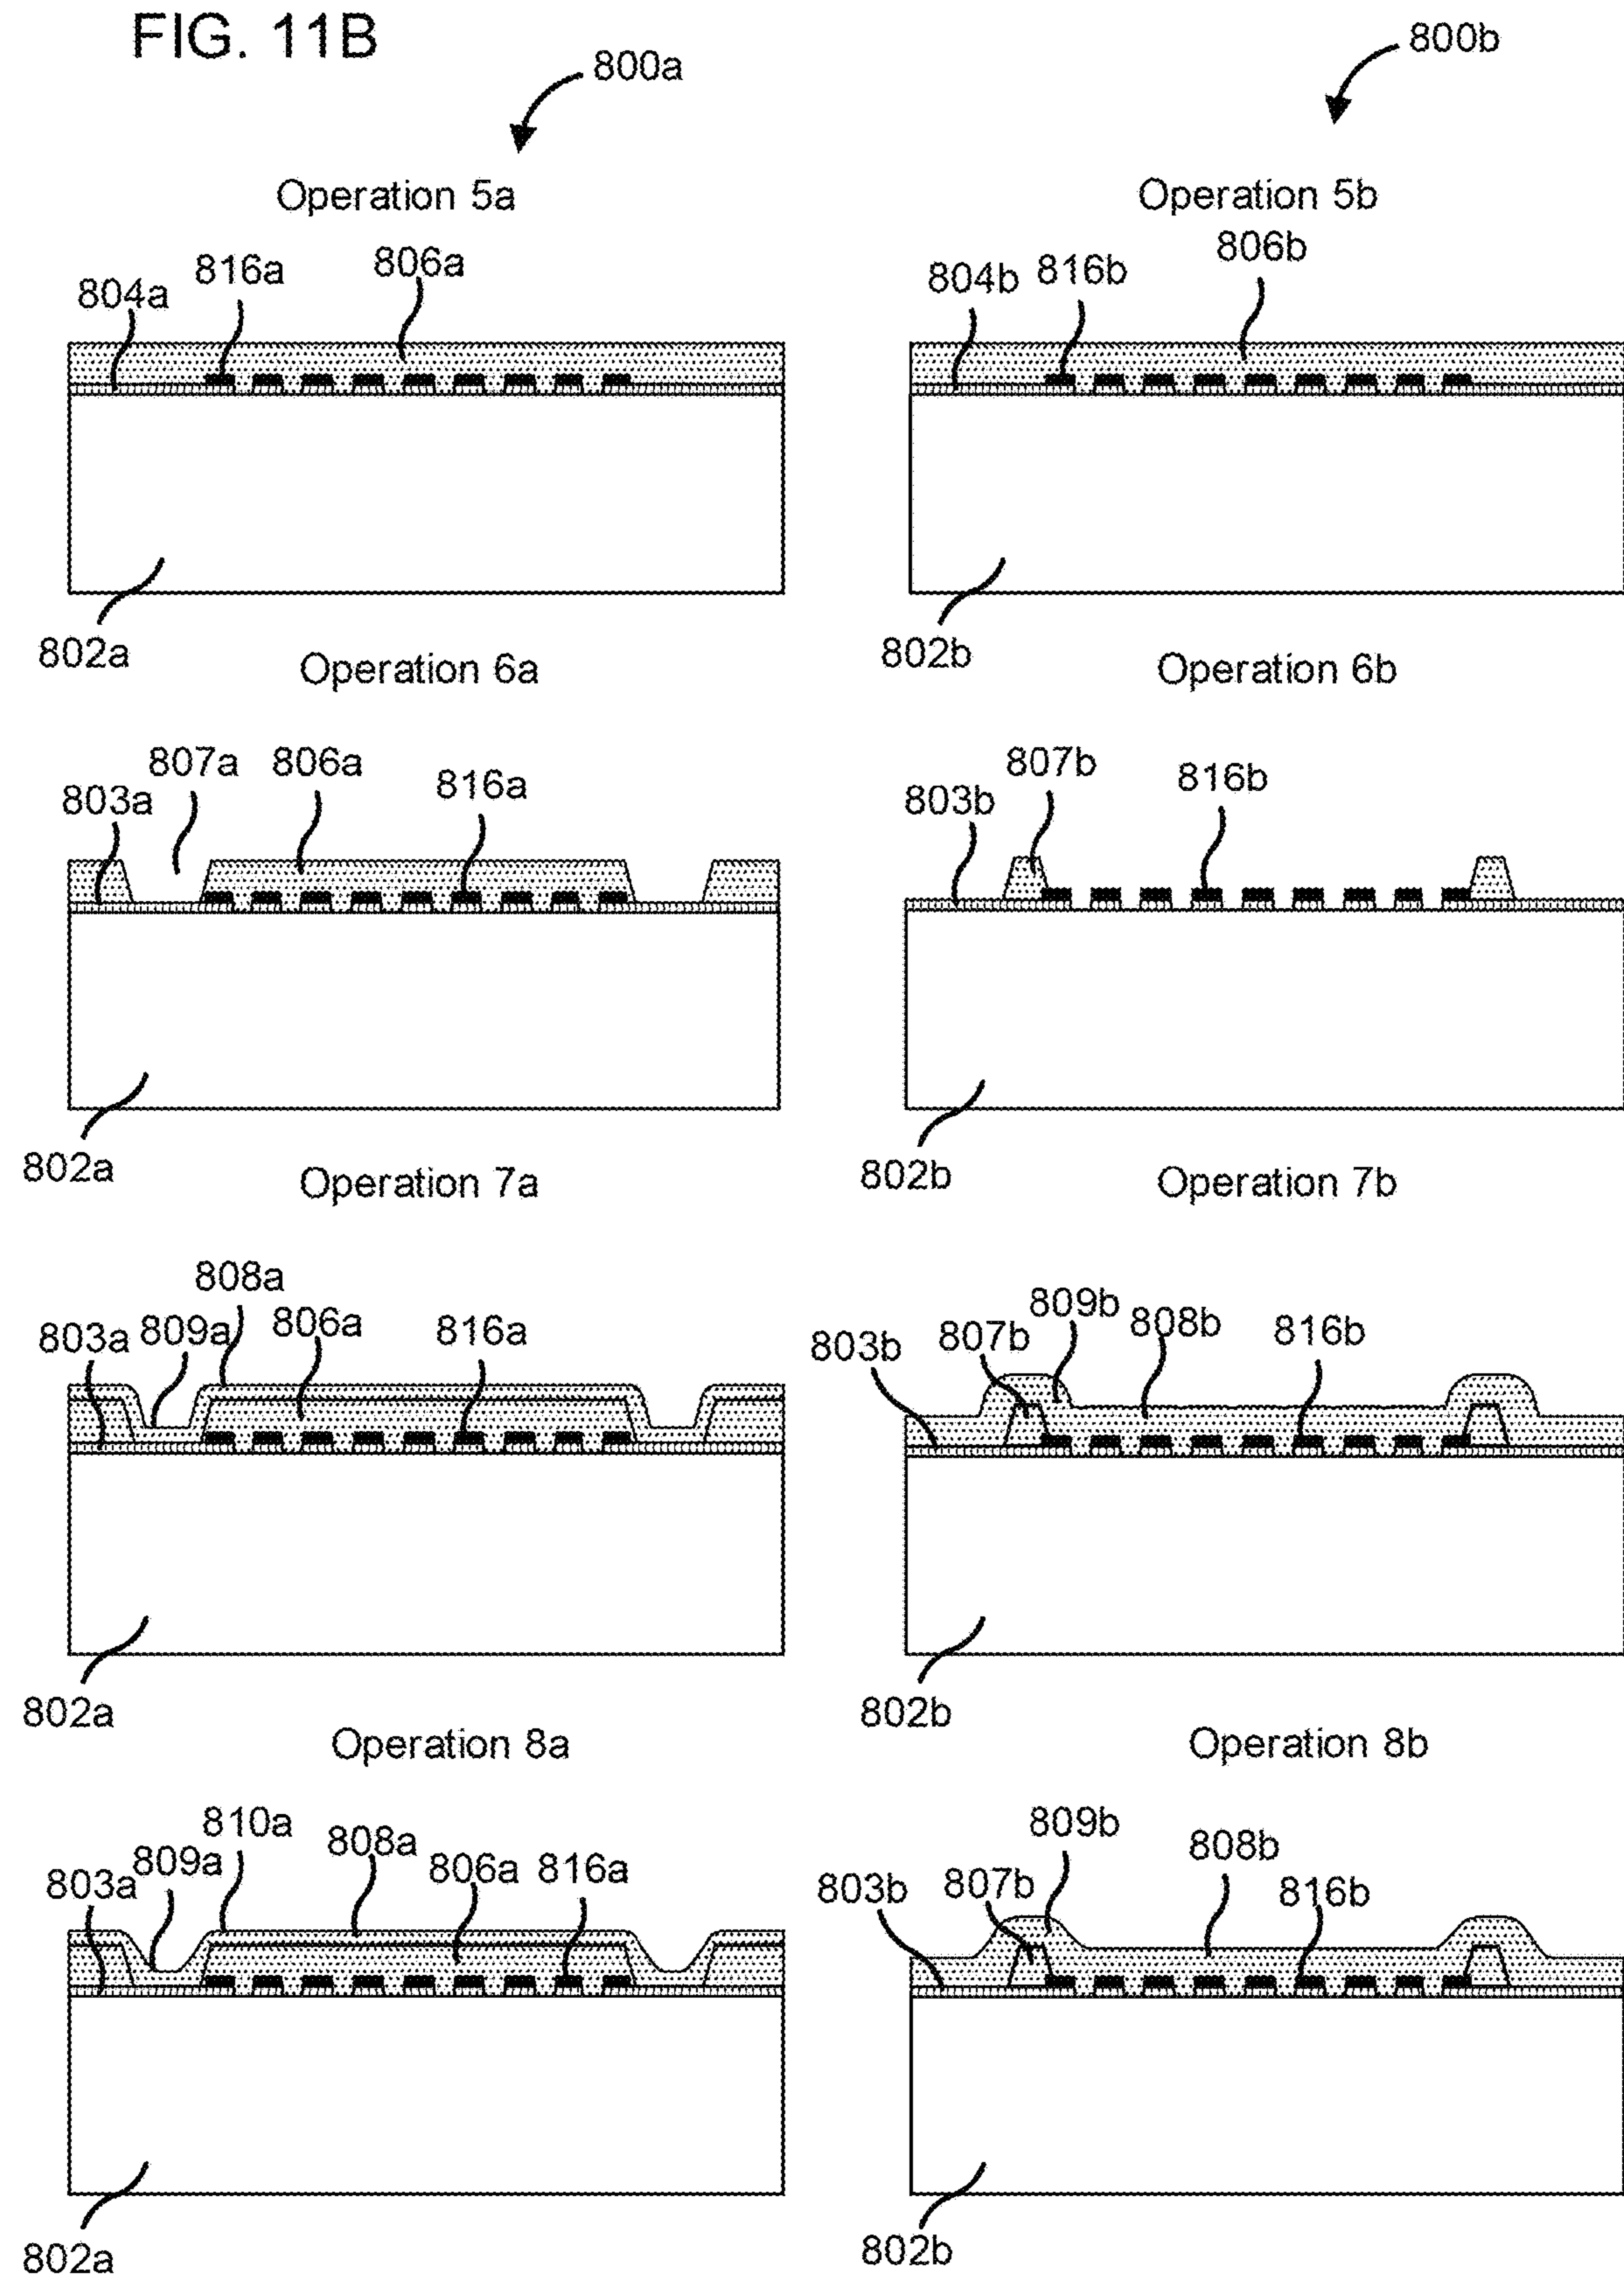 FIG. 11B
800a
800b
Operation 5a
Operation 5b
804a
816a
806a
804b
816b
806b
802a
802b
Operation 6a
Operation 6b
803a
807a
806a
816a
803b
807b
816b
802a
802b
Operation 7a
Operation 7b
803a
809a
808a
806a
816a
803b
807b
809b
808b
816b
802a
802b
Operation 8a
Operation 8b
803a
809a
810a
808a
806a
816a
803b
807b
809b
808b
816b
802a
802b